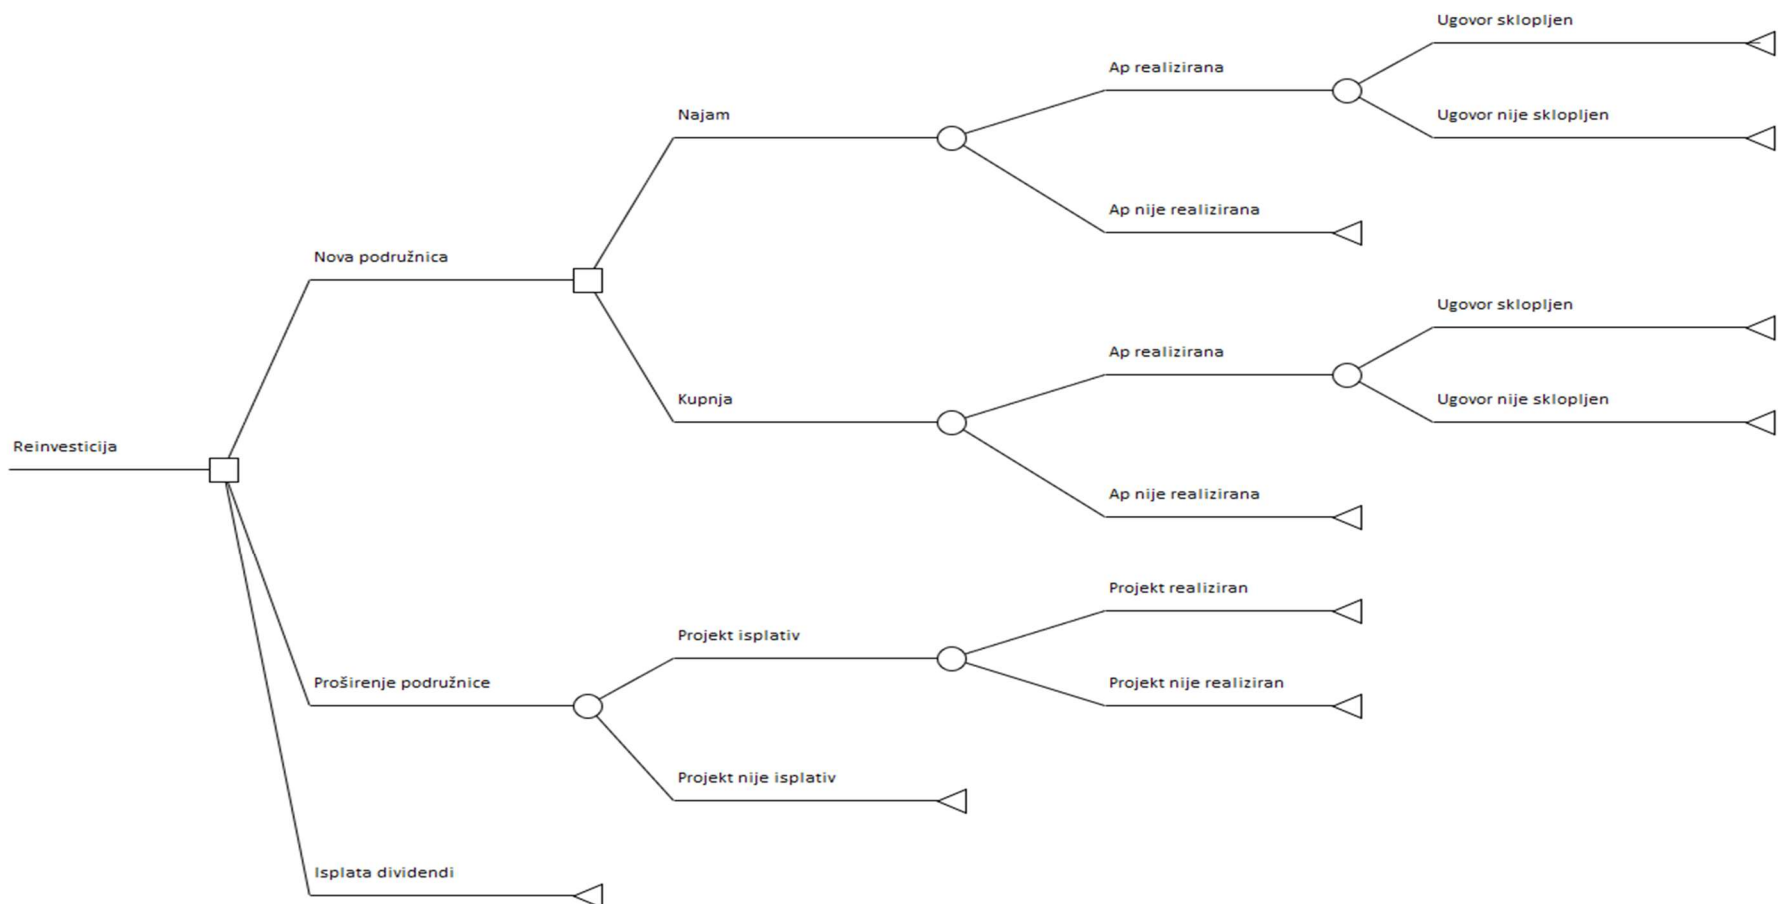 Ugovor sklopljen
Ap realizirana
Najam
Ugovor nije sklopljen
Ap nije realizirana
Nova podružnica
Ugovor sklopljen
Ap realizirana
Kupnja
Ugovor nije sklopljen
Reinvesticija
Ap nije realizirana
Projekt realiziran
Projekt isplativ
Proširenje podružnice
Projekt nije realiziran
Projekt nije isplativ
Isplata dividendi